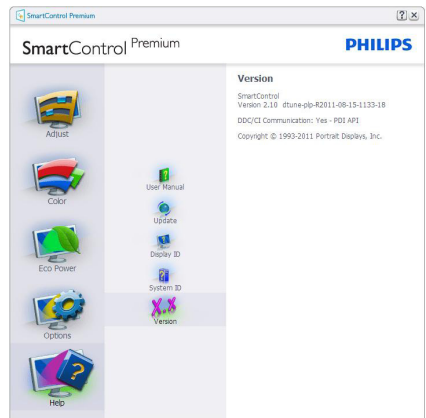 SmartControl Premium
SmartControl Premium
PHILIPS
Adjust
Color
Eco Power
Options
Help
User Manual
Update
Display ID
System ID
X.X
Version
Version
SmartControl
Version 2.10 dtune-plp-R2011-08-15-1133-18
DDC/CI Communication: Yes - PDI API
Copyright © 1993-2011 Portrait Displays, Inc.